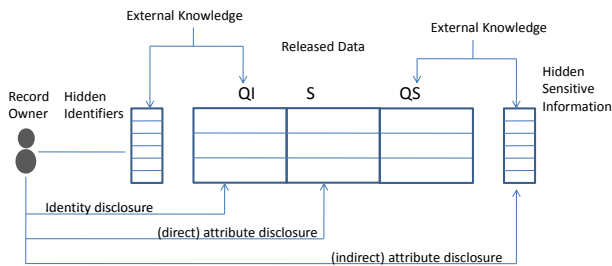 External Knowledge
External Knowledge
Released Data
QI
S
QS
Hidden
Sensitive
Information
Record
Owner
Hidden
Identifiers
Identity disclosure
(direct) attribute disclosure
(indirect) attribute disclosure